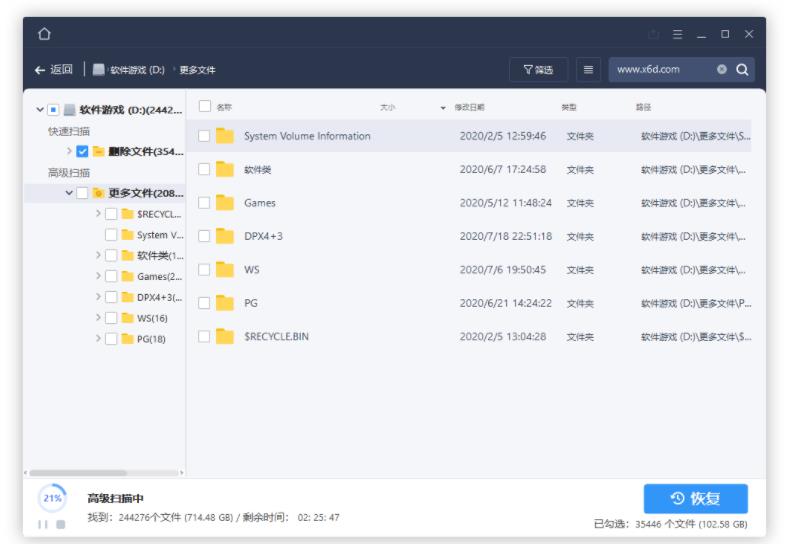 返回 软件游戏 (D:) 更多文件 筛选 www.x6d.com
软件游戏 (D:)(2442...
快速扫描
删除文件(354...
高级扫描
更多文件(208...
$RECYCL...
System V...
软件类(1...
Games(2...
DPX4+3(...
WS(16)
PG(18)
名称 大小 修改日期 类型 路径
System Volume Information 2020/2/5 12:59:46 文件夹 软件游戏 (D:)\更多文件\S...
软件类 2020/6/7 17:24:58 文件夹 软件游戏 (D:)\更多文件\...
Games 2020/5/12 11:48:24 文件夹 软件游戏 (D:)\更多文件\...
DPX4+3 2020/7/18 22:51:18 文件夹 软件游戏 (D:)\更多文件\...
WS 2020/7/6 19:50:45 文件夹 软件游戏 (D:)\更多文件\...
PG 2020/6/21 14:24:22 文件夹 软件游戏 (D:)\更多文件\P...
$RECYCLE.BIN 2020/2/5 13:04:28 文件夹 软件游戏 (D:)\更多文件\$...
21% 高级扫描中
找到：244276个文件 (714.48 GB) / 剩余时间： 02: 25: 47
恢复
已勾选：35446 个文件 (102.58 GB)